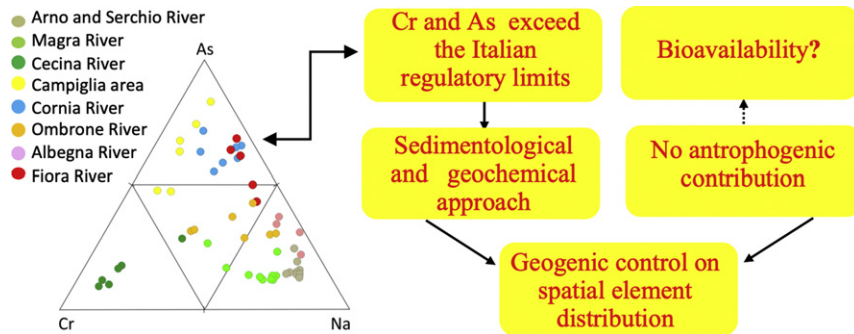 Arno and Serchio River
Magra River
Cecina River
Campiglia area
Cornia River
Ombrone River
Albegna River
Fiora River
As
Cr
Na
Cr and As exceed
the Italian
regulatory limits
Bioavailability?
Sedimentological
and geochemical
approach
No antrophogenic
contribution
Geogenic control on
spatial element
distribution